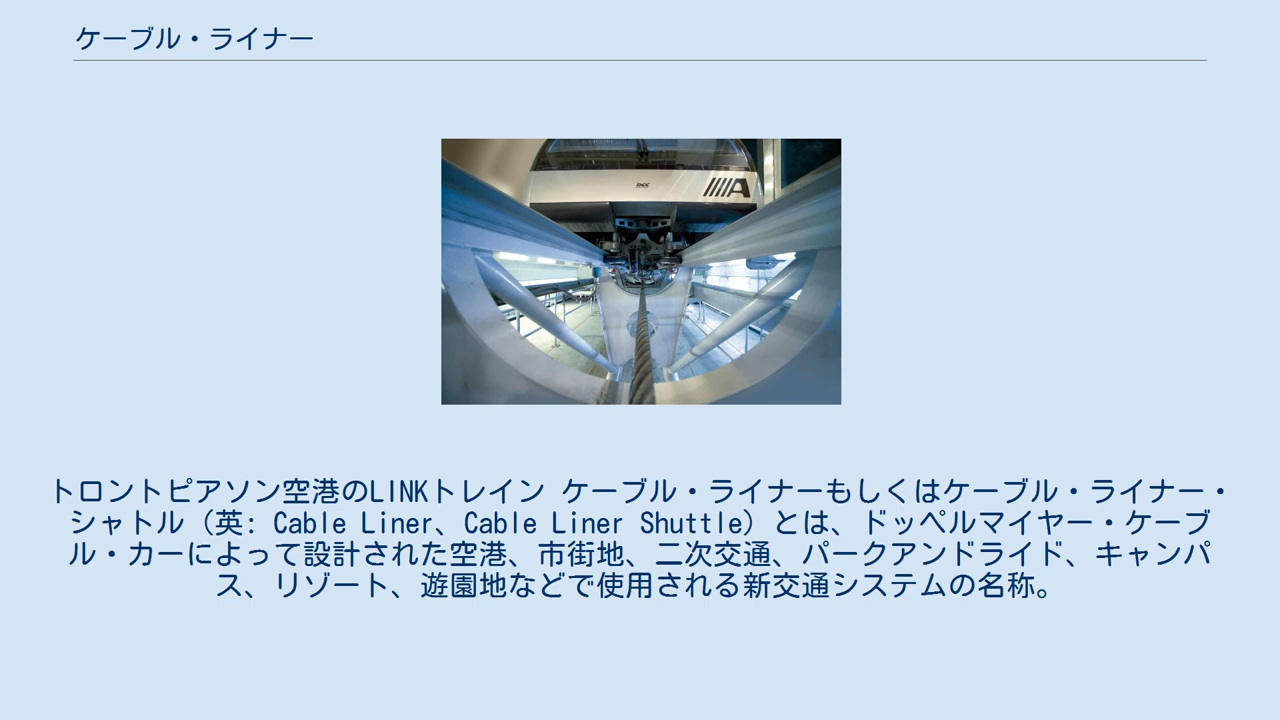 ケーブル・ライナー
DCC
A
トロントピアソン空港のLINKトレイン ケーブル・ライナーもしくはケーブル・ライナー・
シャトル（英: Cable Liner、Cable Liner Shuttle）とは、ドッペルマイヤー・ケーブ
ル・カーによって設計された空港、市街地、二次交通、パークアンドライド、キャンパ
ス、リゾート、遊園地などで使用される新交通システムの名称。